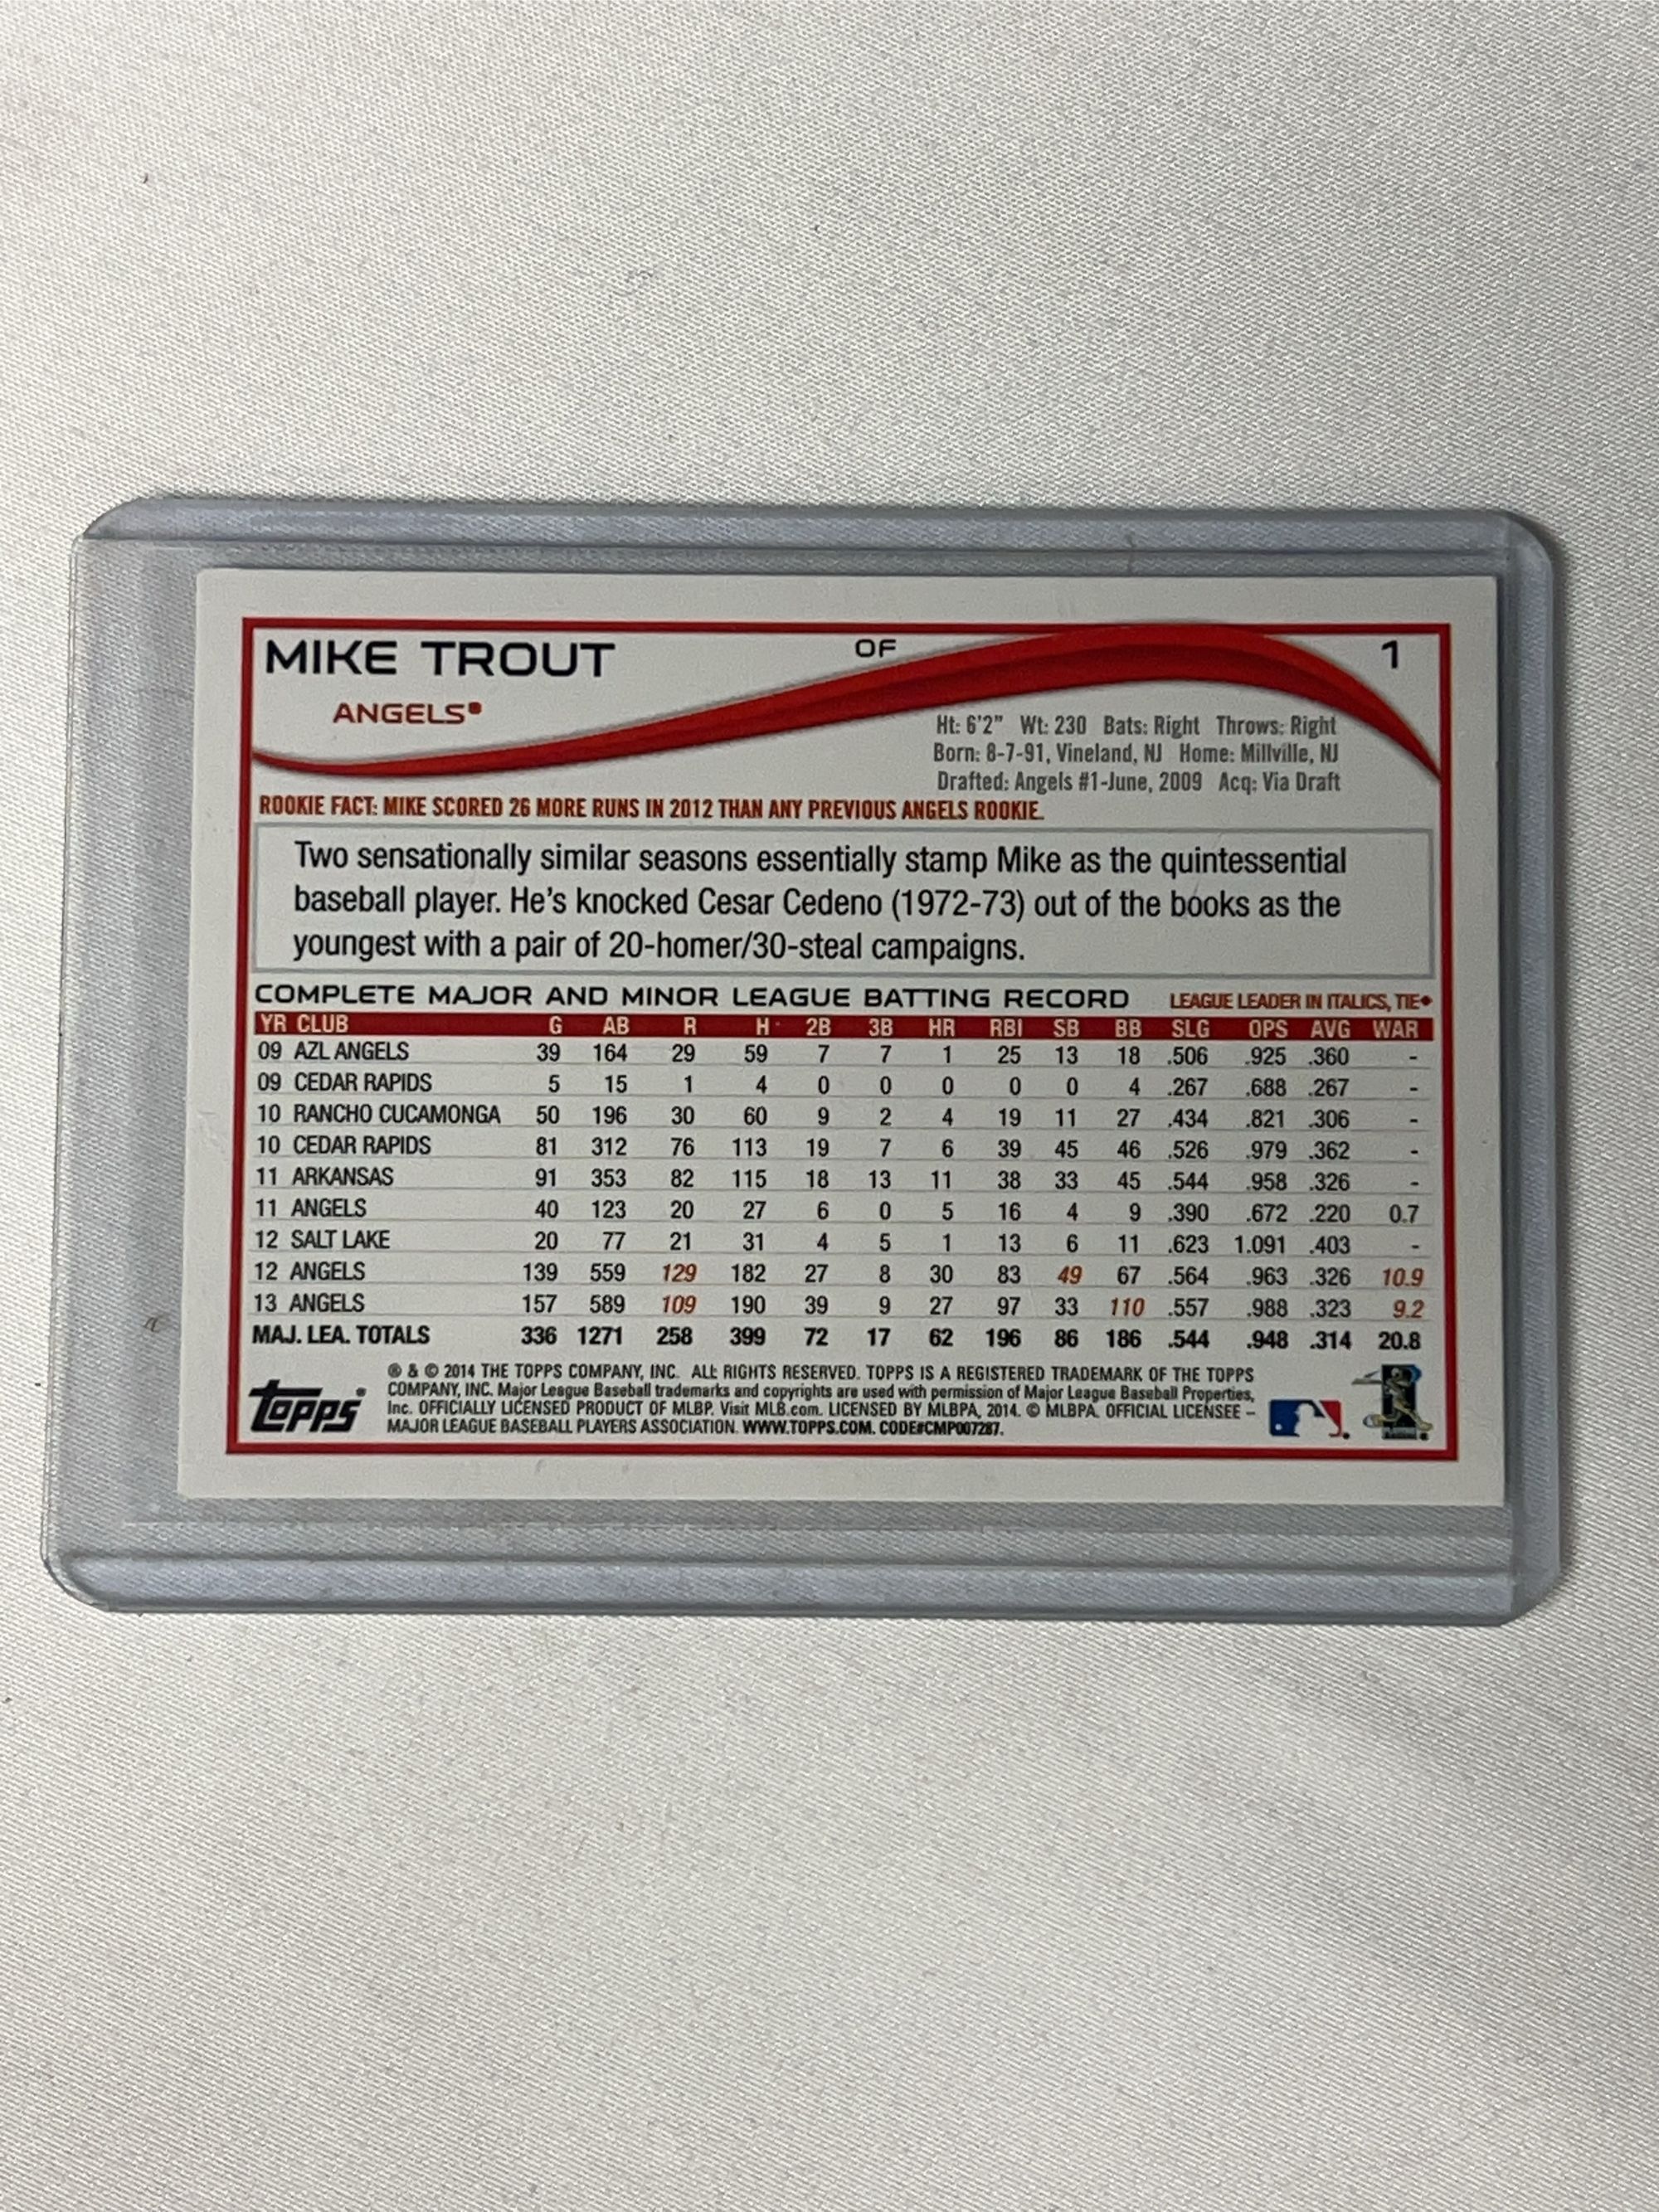 MIKE TROUT OF 1
ANGELS
Ht: 6'2" Wt: 230 Bats: Right Throws: Right
Born: 8-7-91, Vineland, NJ Home: Millville, NJ
Drafted: Angels #1-June, 2009 Acq: Via Draft
ROOKIE FACT: MIKE SCORED 26 MORE RUNS IN 2012 THAN ANY PREVIOUS ANGELS ROOKIE.
Two sensationally similar seasons essentially stamp Mike as the quintessential
baseball player. He's knocked Cesar Cedeno (1972-73) out of the books as the
youngest with a pair of 20-homer/30-steal campaigns.
COMPLETE MAJOR AND MINOR LEAGUE BATTING RECORD LEAGUE LEADER IN ITALICS, TIE♦
YR CLUB G AB R H 2B 3B HR RBI SB BB SLG OPS AVG WAR
09 AZL ANGELS 39 164 29 59 7 7 1 25 13 18 .506 .925 .360 -
09 CEDAR RAPIDS 5 15 1 4 0 0 0 0 0 4 .267 .688 .267 -
10 RANCHO CUCAMONGA 50 196 30 60 9 2 4 19 11 27 .434 .821 .306 -
10 CEDAR RAPIDS 81 312 76 113 19 7 6 39 45 46 .526 .979 .362 -
11 ARKANSAS 91 353 82 115 18 13 11 38 33 45 .544 .958 .326 -
11 ANGELS 40 123 20 27 6 0 5 16 4 9 .390 .672 .220 0.7
12 SALT LAKE 20 77 21 31 4 5 1 13 6 11 .623 1.091 .403 -
12 ANGELS 139 559 129 182 27 8 30 83 49 67 .564 .963 .326 10.9
13 ANGELS 157 589 109 190 39 9 27 97 33 110 .557 .988 .323 9.2
MAJ. LEA. TOTALS 336 1271 258 399 72 17 62 196 86 186 .544 .948 .314 20.8
Topps
® & © 2014 THE TOPPS COMPANY, INC. ALL RIGHTS RESERVED. TOPPS IS A REGISTERED TRADEMARK OF THE TOPPS
COMPANY, INC. Major League Baseball trademarks and copyrights are used with permission of Major League Baseball Properties,
Inc. OFFICIALLY LICENSED PRODUCT OF MLBP. Visit MLB.com. LICENSED BY MLBPA, 2014. © MLBPA. OFFICIAL LICENSEE –
MAJOR LEAGUE BASEBALL PLAYERS ASSOCIATION. WWW.TOPPS.COM. CODE#CMP007287.